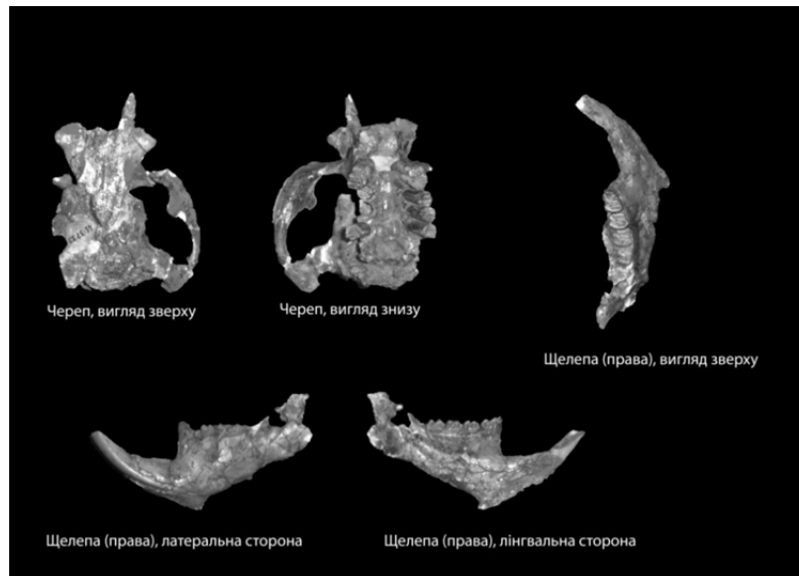 Череп, вигляд зверху
Череп, вигляд знизу
Щелепа (права), вигляд зверху
Щелепа (права), латеральна сторона
Щелепа (права), лінгвальна сторона